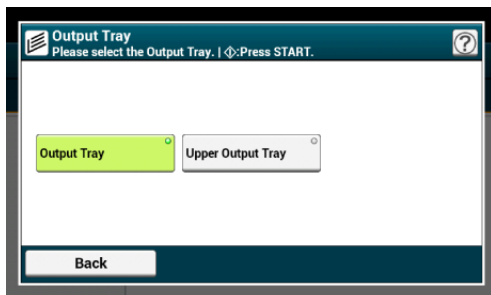 Output Tray
Please select the Output Tray. | :Press START.
?
Output Tray
Upper Output Tray
Back